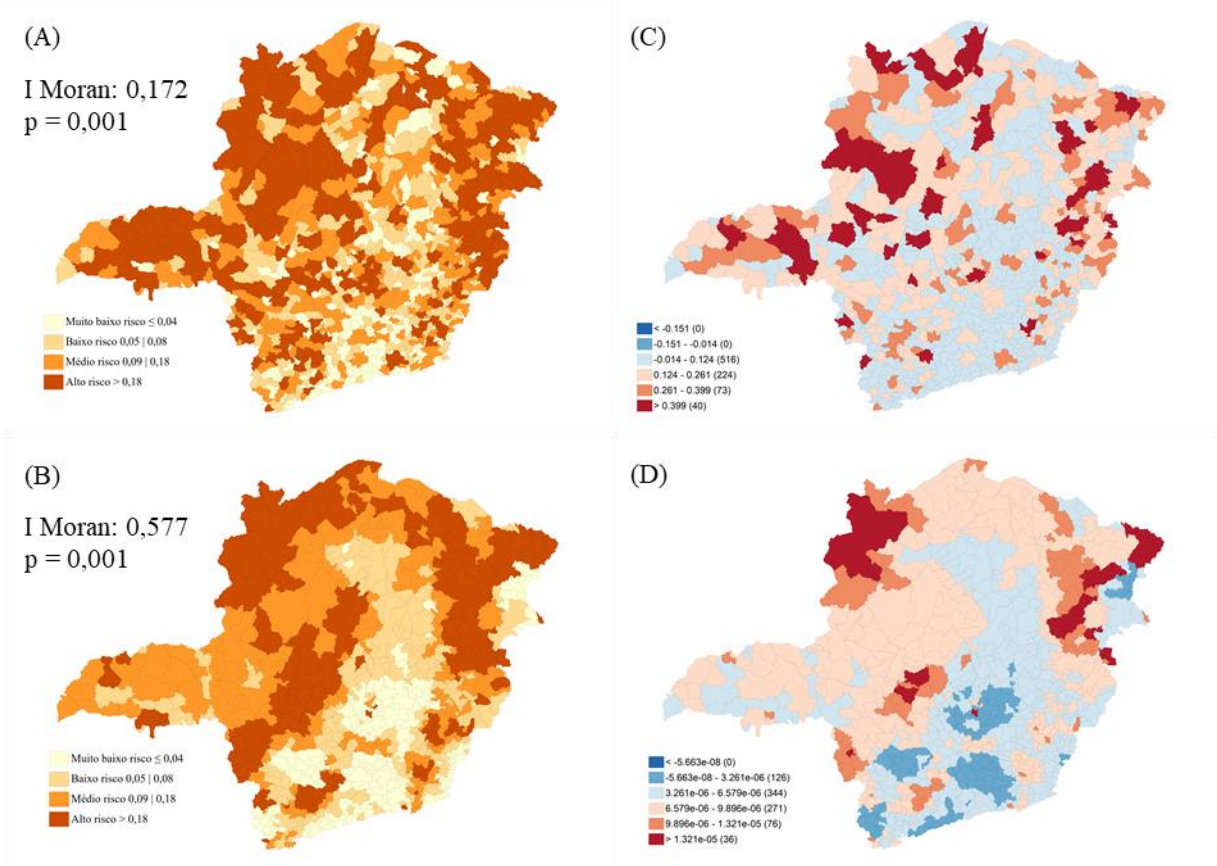 (A)
I Moran: 0,172
p = 0,001
Muito baixo risco ≤ 0,04
Baixo risco 0,05 | 0,08
Médio risco 0,09 | 0,18
Alto risco > 0,18
(C)
< -0.151 (0)
-0.151 - -0.014 (0)
-0.014 - 0.124 (516)
0.124 - 0.261 (224)
0.261 - 0.399 (73)
> 0.399 (40)
(B)
I Moran: 0,577
p = 0,001
Muito baixo risco ≤ 0,04
Baixo risco 0,05 | 0,08
Médio risco 0,09 | 0,18
Alto risco > 0,18
(D)
< -5.663e-08 (0)
-5.663e-08 - 3.261e-06 (126)
3.261e-06 - 6.579e-06 (344)
6.579e-06 - 9.896e-06 (271)
9.896e-06 - 1.321e-05 (76)
> 1.321e-05 (36)